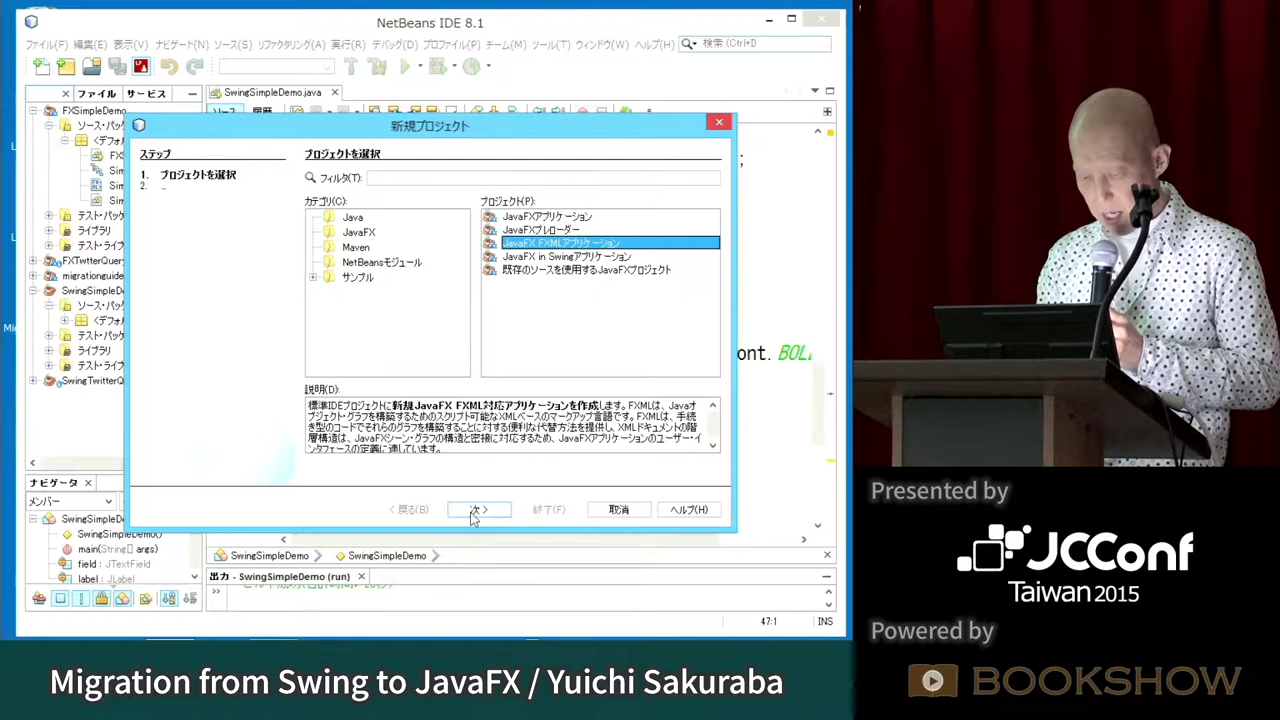 NetBeans IDE 8.1
ファイル(F) 編集(E) 表示(V) ナビゲート(N) ソース(S) リファクタリング(A) 実行(R) デバッグ(D) プロファイル(P) チーム(M) ツール(T) ウィンドウ(W) ヘルプ(H)
検索 (Ctrl+I)
ファイル サービス
SwingSimpleDemo.java
FXSimpleDemo
ソース・パッ
<デフォ
テスト・パッケ
ライブラリ
テスト・ライブ
FXTwtterQuer
migrationguide
SwingSimpleDe
ソース・パッケ
<デフォ
テスト・パッケ
ライブラリ
テスト・ライブ
SwingTwitterQ
ソース 履歴
新規プロジェクト
ステップ
1. プロジェクトを選択
2. ...
プロジェクトを選択
フィルタ(T):
カテゴリ(C):
Java
JavaFX
Maven
NetBeansモジュール
サンプル
プロジェクト(P):
JavaFXアプリケーション
JavaFXプレローダー
JavaFX FXMLアプリケーション
JavaFX in Swingアプリケーション
既存のソースを使用するJavaFXプロジェクト
説明(D):
標準IDEプロジェクトに新規JavaFX FXML対応アプリケーションを作成します。FXMLは、Javaオ
ブジェクト・グラフを構築するためのスクリプト可能なXMLベースのマークアップ言語です。手続
き型のコードでそれらのグラフを構築することに対する便利な代替方法を提供し、XMLドキュメントの階
層構造は、JavaFXシーン・グラフの構造と密接に対応するため、JavaFXアプリケーションのユーザー・イ
ンタフェースの定義に適しています。
< 戻る(B) 次 > 終了(F) 取消 ヘルプ(H)
ont. BOLD
ナビゲータ
メンバー
SwingSimpleDemo
SwingSimpleDemo()
main(String[] args)
field : JTextField
label : JLabel
SwingSimpleDemo SwingSimpleDemo
出力 - SwingSimpleDemo (run)
47:1 INS
Presented by
JCConf
Taiwan 2015
Powered by
BOOKSHOW
Migration from Swing to JavaFX / Yuichi Sakuraba